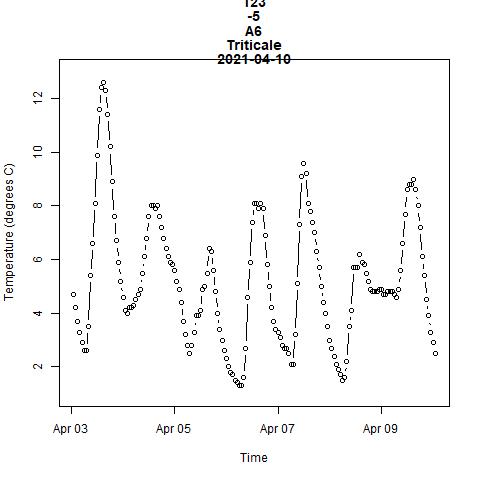 123
-5
A6
Triticale
2021-04-10
Temperature (degrees C)
12
10
8
6
4
2
Apr 03
Apr 05
Apr 07
Apr 09
Time